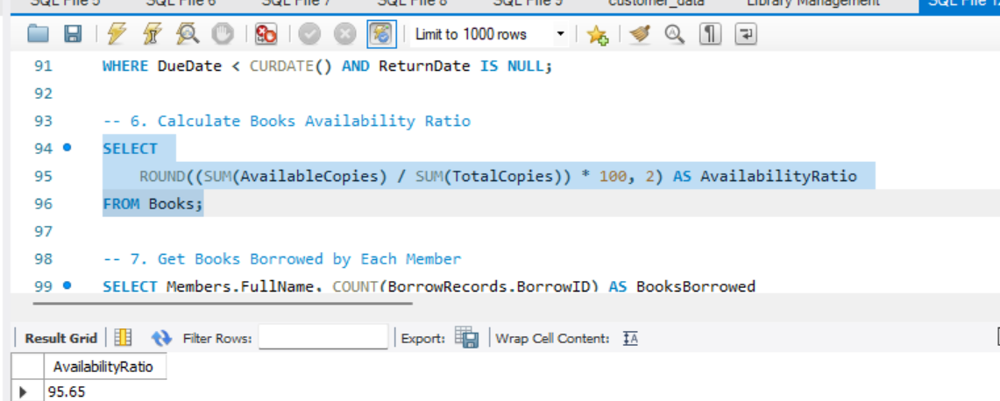 SQL File 5 SQL File 6 SQL File 7 SQL File 8 SQL File 9 customer_data Library Management SQL File
Limit to 1000 rows
91 WHERE DueDate < CURDATE() AND ReturnDate IS NULL;
92
93 -- 6. Calculate Books Availability Ratio
94 SELECT
95 ROUND((SUM(AvailableCopies) / SUM(TotalCopies)) * 100, 2) AS AvailabilityRatio
96 FROM Books;
97
98 -- 7. Get Books Borrowed by Each Member
99 SELECT Members.FullName, COUNT(BorrowRecords.BorrowID) AS BooksBorrowed
Result Grid Filter Rows: Export: Wrap Cell Content: IA
AvailabilityRatio
95.65